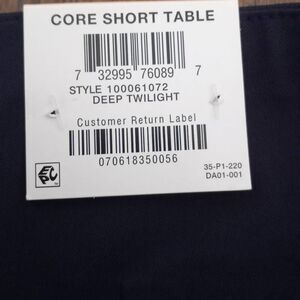 CORE SHORT TABLE
7 32995 76089 7
STYLE 100061072
DEEP TWILIGHT
Customer Return Label
070618350056
35-P1-220
DA01-001
EPC